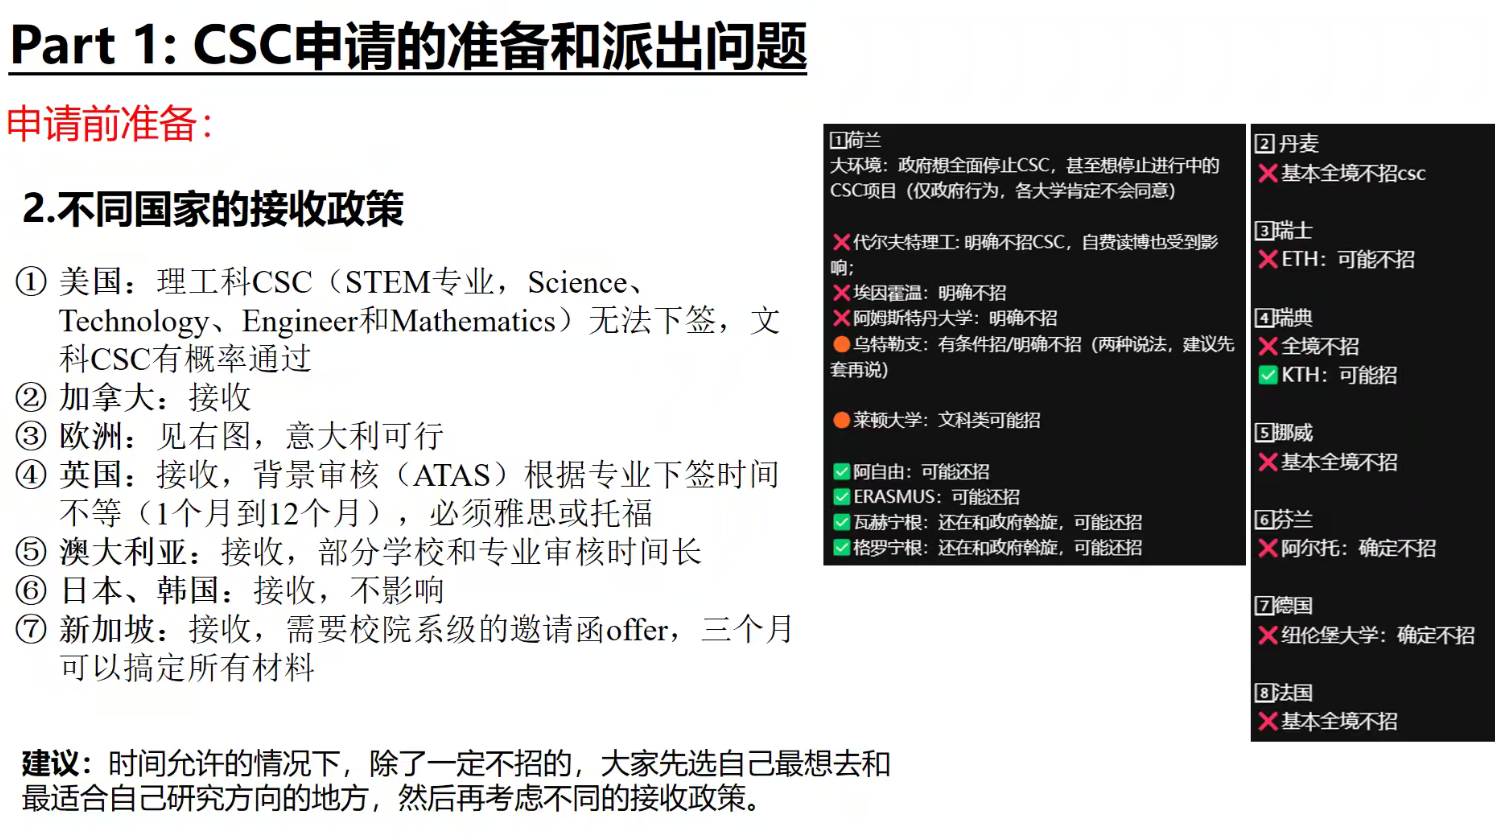 Part 1: CSC申请的准备和派出问题
申请前准备：
2.不同国家的接收政策
① 美国：理工科CSC（STEM专业，Science、
Technology、Engineer和Mathematics）无法下签，文
科CSC有概率通过
② 加拿大：接收
③ 欧洲：见右图，意大利可行
④ 英国：接收，背景审核（ATAS）根据专业下签时间
不等（1个月到12个月），必须雅思或托福
⑤ 澳大利亚：接收，部分学校和专业审核时间长
⑥ 日本、韩国：接收，不影响
⑦ 新加坡：接收，需要校院系级的邀请函offer，三个月
可以搞定所有材料
建议：时间允许的情况下，除了一定不招的，大家先选自己最想去和
最适合自己研究方向的地方，然后再考虑不同的接收政策。
1️⃣荷兰
大环境：政府想全面停止CSC，甚至想停止进行中的
CSC项目（仅政府行为，各大学肯定不会同意）
❌代尔夫特理工: 明确不招CSC，自费读博也受到影
响;
❌埃因霍温：明确不招
❌阿姆斯特丹大学：明确不招
🟠乌特勒支：有条件招/明确不招（两种说法，建议先
套再说）
🟠莱顿大学：文科类可能招
✅阿自由：可能还招
✅ERASMUS：可能还招
✅瓦赫宁根：还在和政府斡旋，可能还招
✅格罗宁根：还在和政府斡旋，可能还招
2️⃣ 丹麦
❌基本全境不招csc
3️⃣瑞士
❌ETH：可能不招
4️⃣瑞典
❌全境不招
✅KTH：可能招
5️⃣挪威
❌基本全境不招
6️⃣芬兰
❌阿尔托：确定不招
7️⃣德国
❌纽伦堡大学：确定不招
8️⃣法国
❌基本全境不招